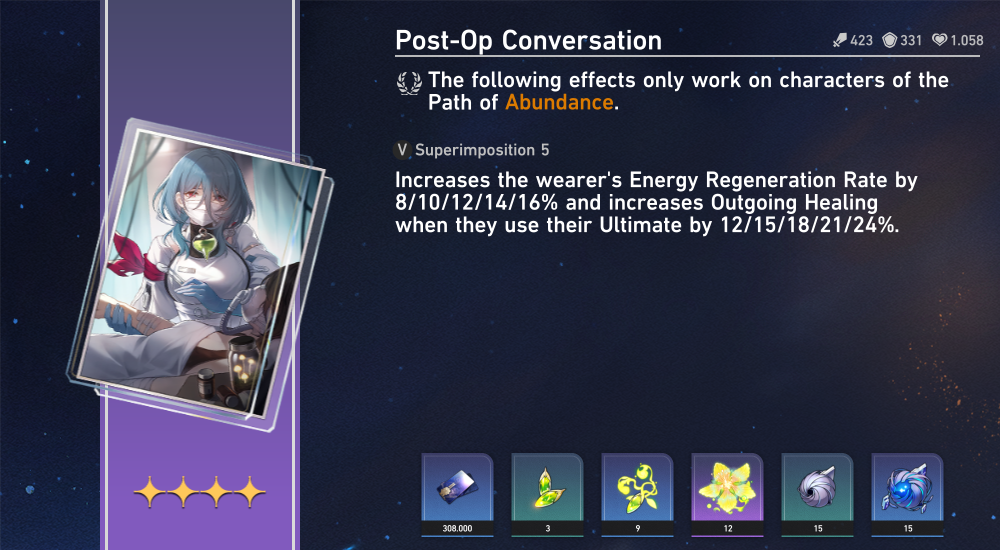 Post-Op Conversation
423 331 1.058
The following effects only work on characters of the
Path of Abundance.
V Superimposition 5
Increases the wearer's Energy Regeneration Rate by
8/10/12/14/16% and increases Outgoing Healing
when they use their Ultimate by 12/15/18/21/24%.
308.000 3 9 12 15 15